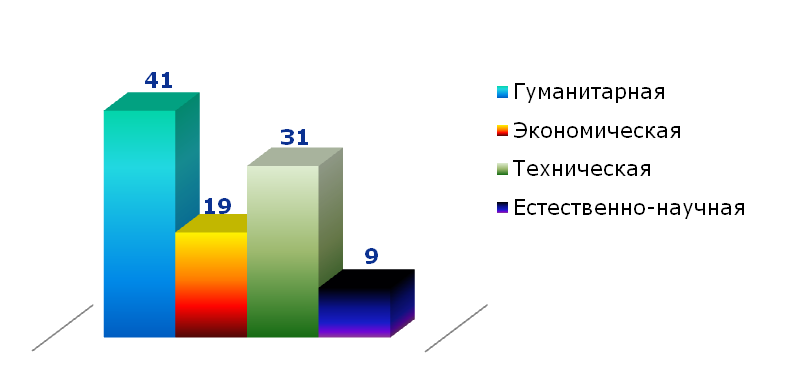 41
19
31
9
Гуманитарная
Экономическая
Техническая
Естественно-научная